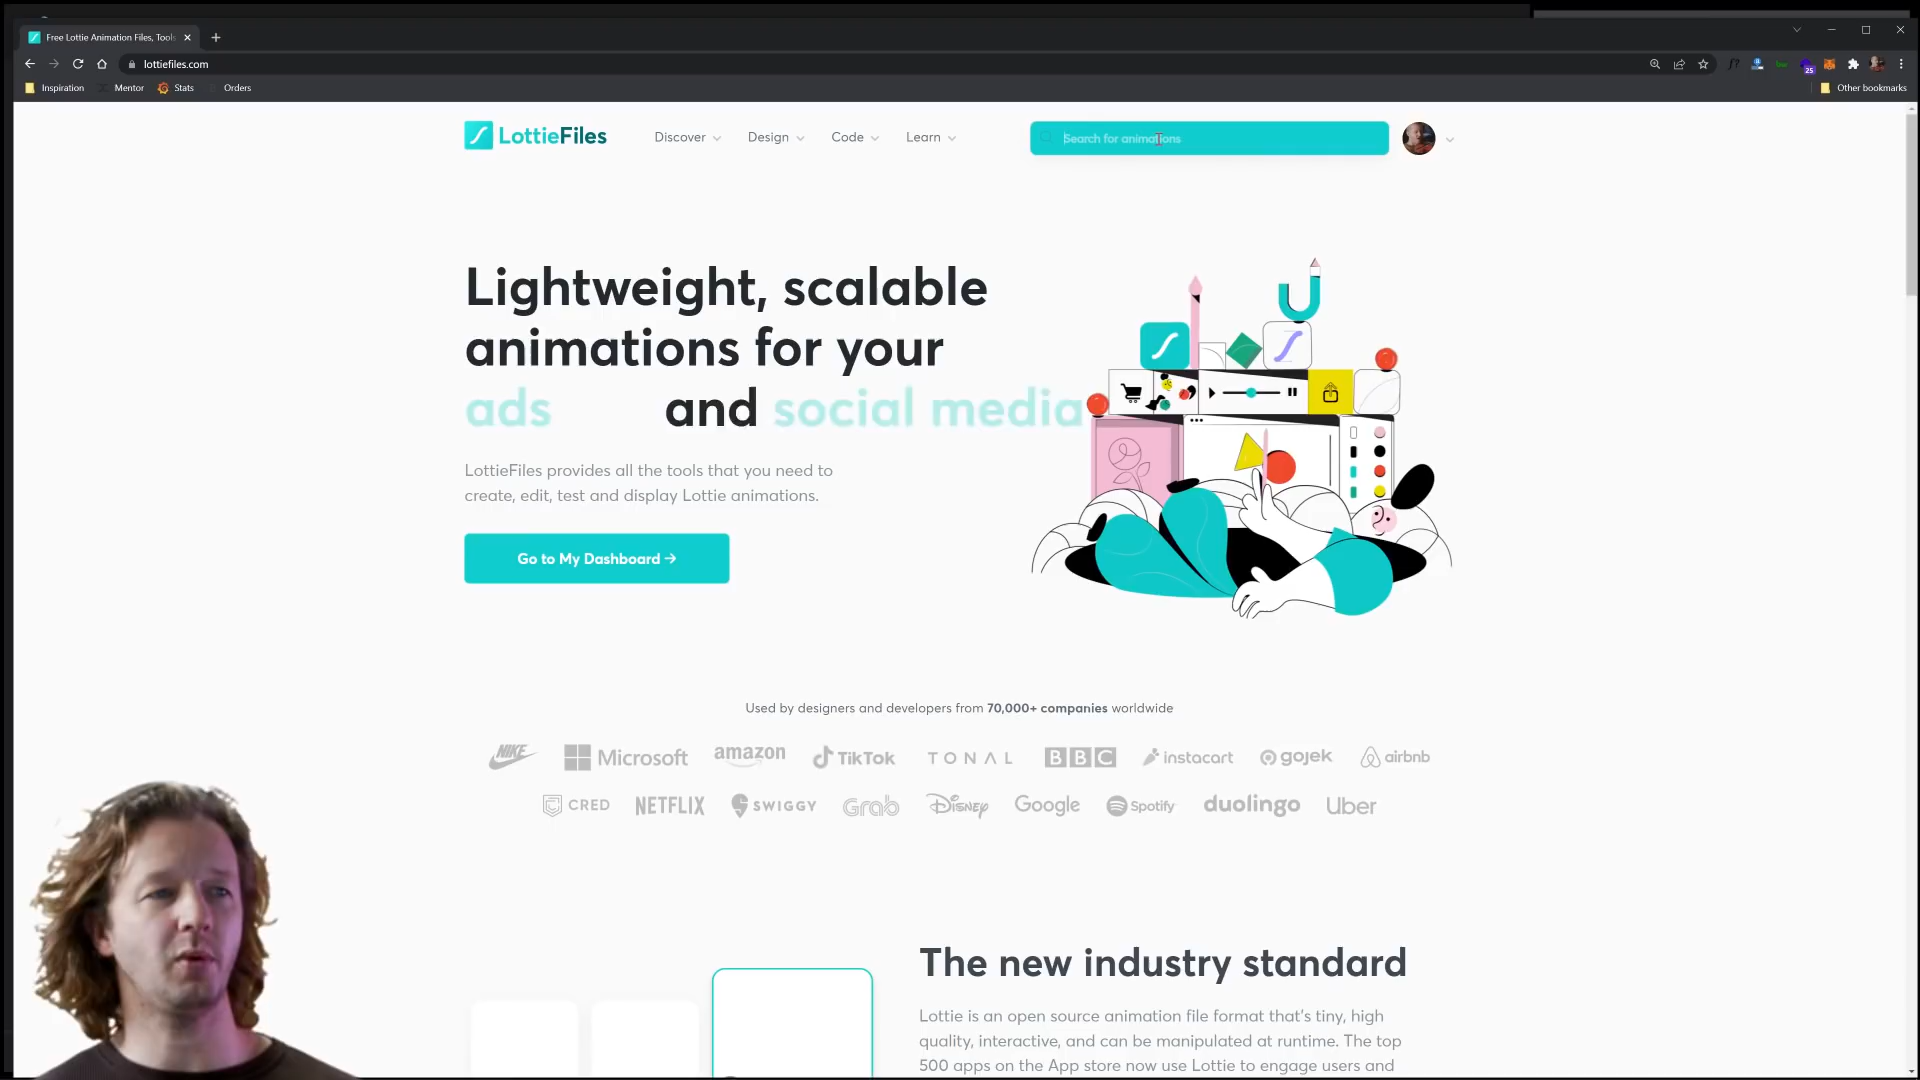 Free Lottie Animation Files, Tools
lottiefiles.com
25
Inspiration
Mentor
Stats
Orders
Other bookmarks
LottieFiles
Discover
Design
Code
Learn
Search for animations
Lightweight, scalable
animations for your
ads and social media
LottieFiles provides all the tools that you need to
create, edit, test and display Lottie animations.
Go to My Dashboard →
Used by designers and developers from 70,000+ companies worldwide
NIKE Microsoft amazon TikTok TONAL BBC instacart gojek airbnb
CRED NETFLIX SWIGGY Grab Disney Google Spotify duolingo Uber
The new industry standard
Lottie is an open source animation file format that's tiny, high
quality, interactive, and can be manipulated at runtime. The top
500 apps on the App store now use Lottie to engage users and